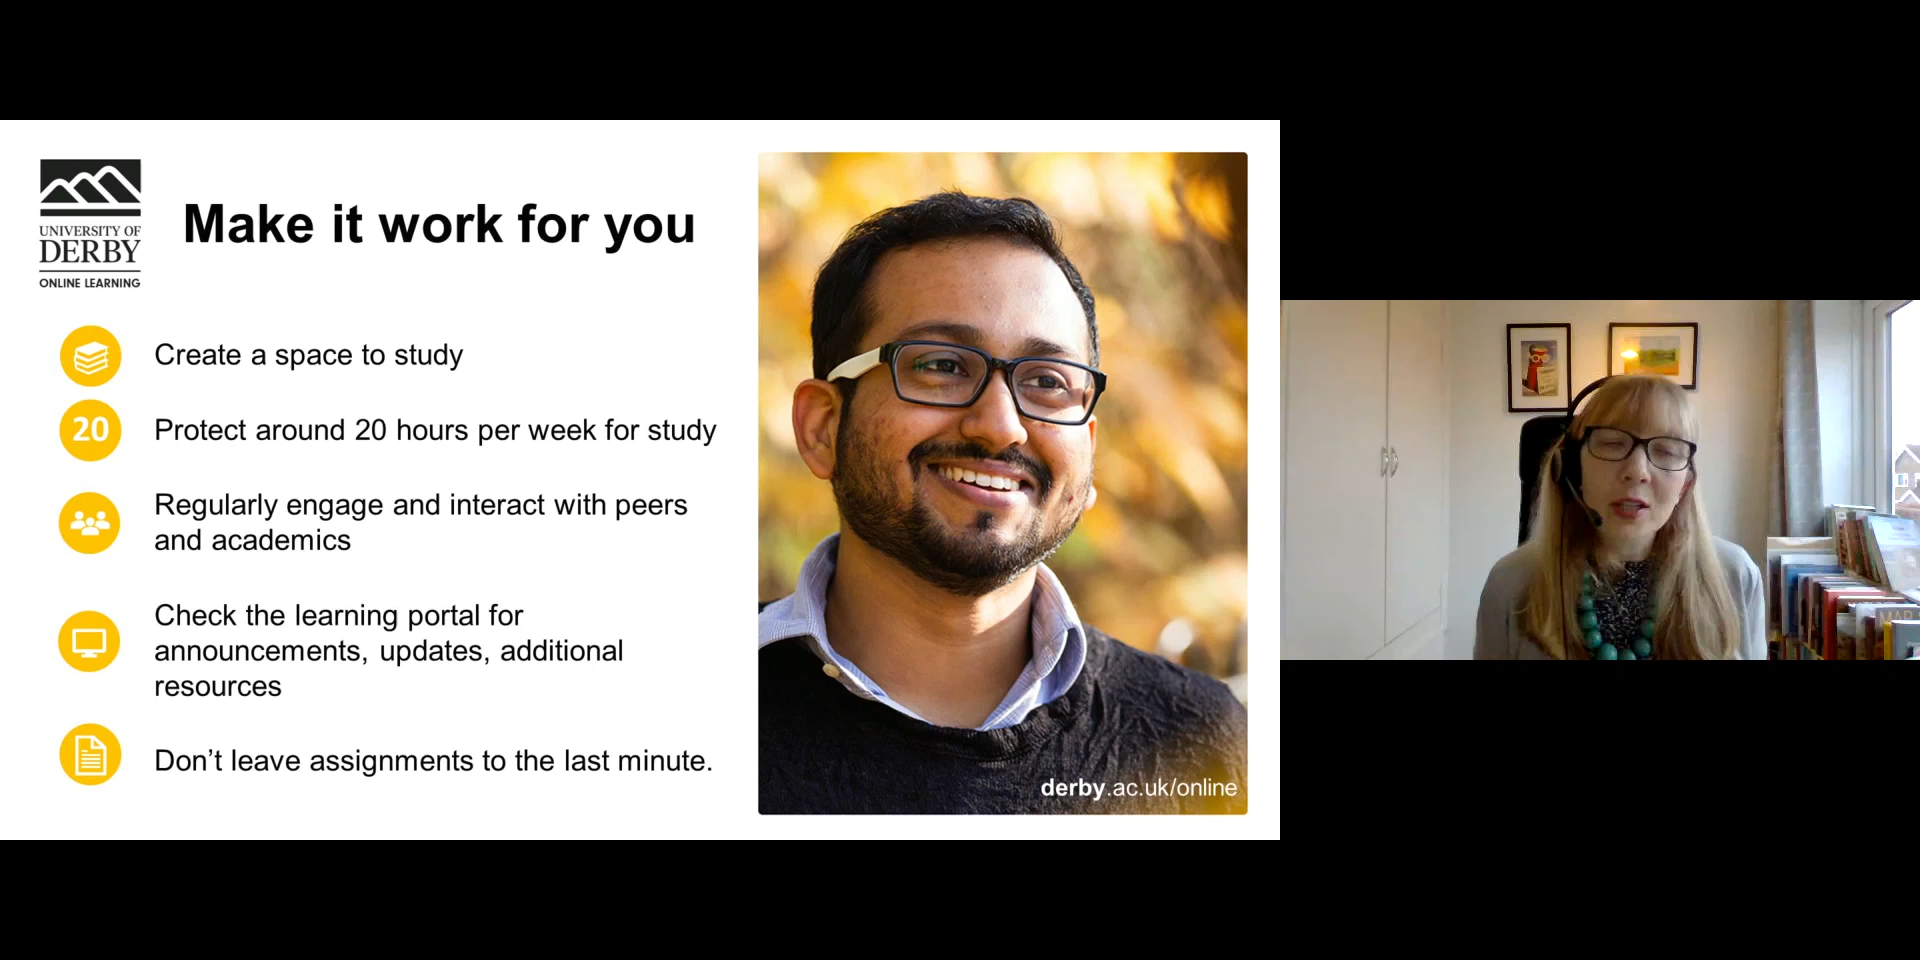 UNIVERSITY OF
DERBY
ONLINE LEARNING
Make it work for you
Create a space to study
20
Protect around 20 hours per week for study
Regularly engage and interact with peers
and academics
Check the learning portal for
announcements, updates, additional
resources
Don’t leave assignments to the last minute.
derby.ac.uk/online